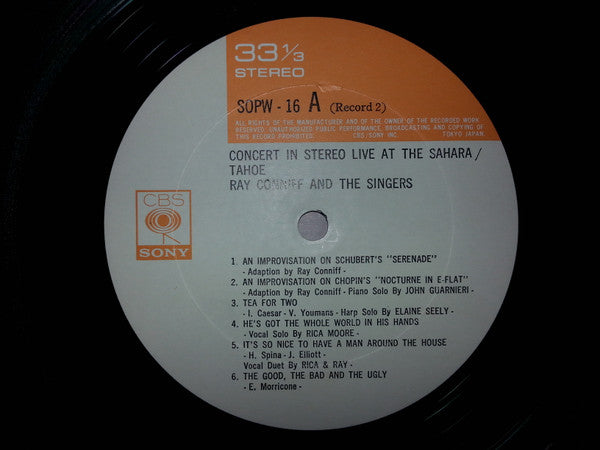 33 1/3
STEREO
SOPW - 16 A (Record 2)
ALL RIGHTS OF THE MANUFACTURER AND OF THE OWNER OF THE RECORDED WORK
RESERVED. UNAUTHORIZED PUBLIC PERFORMANCE, BROADCASTING AND COPYING OF
THIS RECORD PROHIBITED. CBS/SONY INC. TOKYO JAPAN.
CONCERT IN STEREO LIVE AT THE SAHARA/
TAHOE
RAY CONNIFF AND THE SINGERS
CBS
SONY
1. AN IMPROVISATION ON SCHUBERT'S "SERENADE"
- Adaption by Ray Conniff -
2. AN IMPROVISATION ON CHOPIN'S "NOCTURNE IN E-FLAT"
- Adaption by Ray Conniff - Piano Solo By JOHN GUARNIERI -
3. TEA FOR TWO
- I. Caesar - V. Youmans - Harp Solo By ELAINE SEELY -
4. HE'S GOT THE WHOLE WORLD IN HIS HANDS
- Vocal Solo By RICA MOORE -
5. IT'S SO NICE TO HAVE A MAN AROUND THE HOUSE
- H. Spina - J. Elliott -
Vocal Duet By RICA & RAY -
6. THE GOOD, THE BAD AND THE UGLY
- E. Morricone -